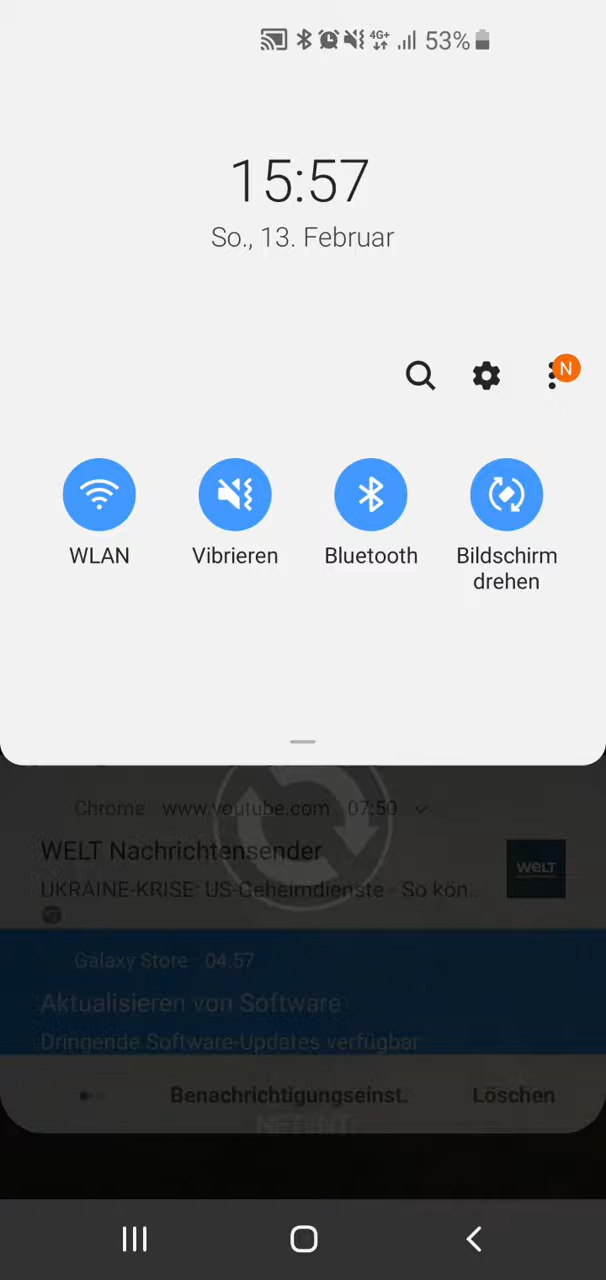 4G+ 53%
15:57
So., 13. Februar
N
WLAN
Vibrieren
Bluetooth
Bildschirm
drehen
Chrome www.youtube.com 07:50
WELT Nachrichtensender
WELT
UKRAINE-KRISE: US-Geheimdienste - So kön...
Galaxy Store 04:57
Aktualisieren von Software
Dringende Software-Updates verfügbar
Benachrichtigungseinst. Löschen
NETENT